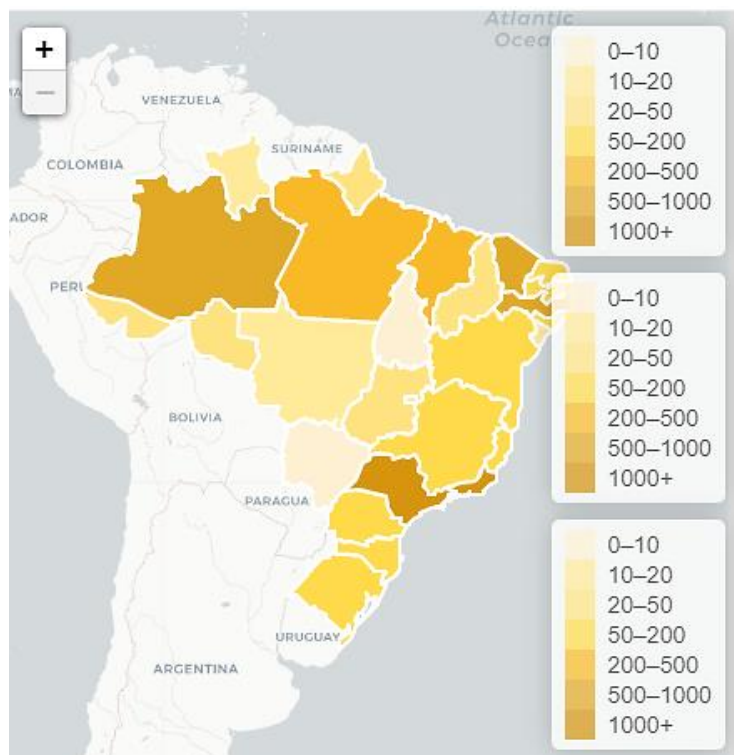 Atlantic
Ocea
+
−
VENEZUELA
SURINAME
COLOMBIA
ADOR
PERU
BOLIVIA
PARAGUA
URUGUAY
ARGENTINA
0–10
10–20
20–50
50–200
200–500
500–1000
1000+
0–10
10–20
20–50
50–200
200–500
500–1000
1000+
0–10
10–20
20–50
50–200
200–500
500–1000
1000+